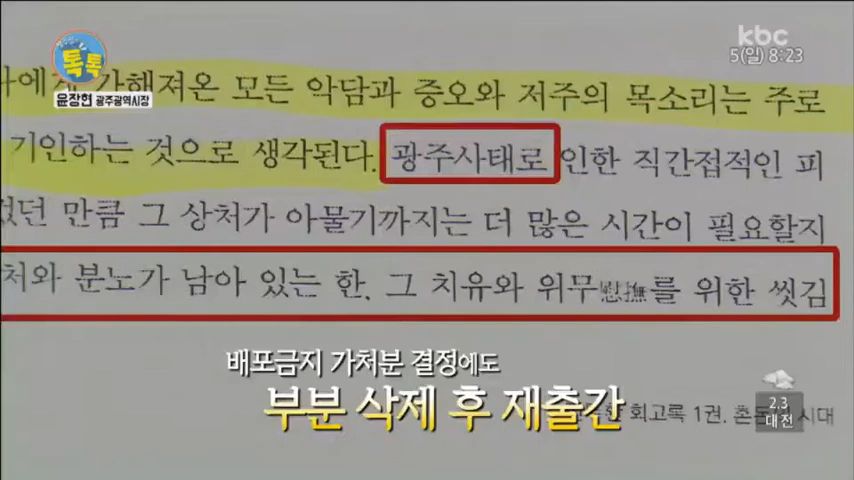 톡톡
윤장현 광주광역시장
kbc
5(일) 8:23
가해져온 모든 악담과 증오와 저주의 목소리는 주로
기인하는 것으로 생각된다. 광주사태로 인한 직간접적인 피
던 만큼 그 상처가 아물기까지는 더 많은 시간이 필요할지
처와 분노가 남아 있는 한, 그 치유와 위무慰撫를 위한 씻김
배포금지 가처분 결정에도
부분 삭제 후 재출간
회고록 1권. 혼돈의 시대
2.3
대전